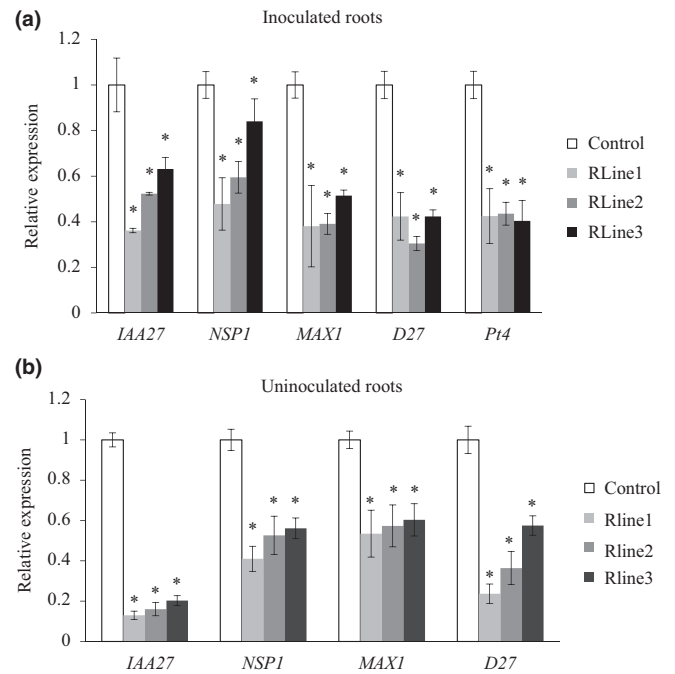 (a)
Inoculated roots
Relative expression
1.2
1
0.8
0.6
0.4
0.2
0
* * *
* * *
* * *
* * *
* * *
IAA27 NSP1 MAX1 D27 Pt4
Control
RLine1
RLine2
RLine3
(b)
Uninoculated roots
Relative expression
1.2
1
0.8
0.6
0.4
0.2
0
* * *
* * *
* * *
* * *
IAA27 NSP1 MAX1 D27
Control
Rline1
Rline2
Rline3